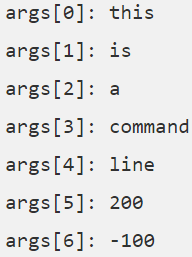 args[0]: this
args[1]: is
args[2]: a
args[3]: command
args[4]: line
args[5]: 200
args[6]: -100